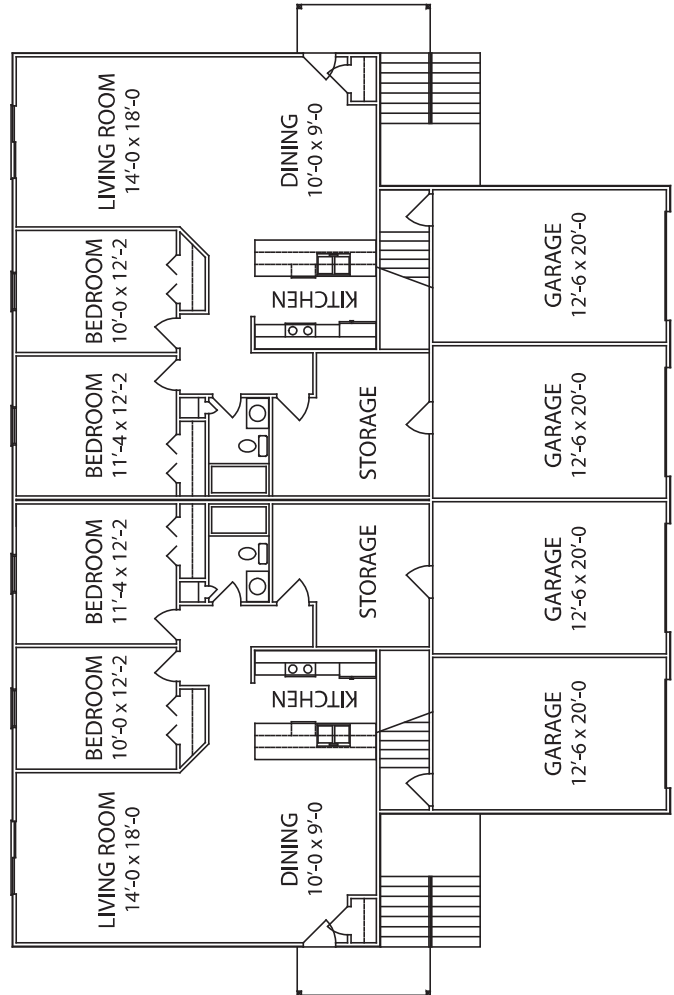 LIVING ROOM
14'-0 x 18'-0
DINING
10'-0 x 9'-0
BEDROOM
10'-0 x 12'-2
KITCHEN
GARAGE
12'-6 x 20'-0
BEDROOM
11'-4 x 12'-2
STORAGE
GARAGE
12'-6 x 20'-0
BEDROOM
11'-4 x 12'-2
STORAGE
GARAGE
12'-6 x 20'-0
BEDROOM
10'-0 x 12'-2
KITCHEN
GARAGE
12'-6 x 20'-0
LIVING ROOM
14'-0 x 18'-0
DINING
10'-0 x 9'-0